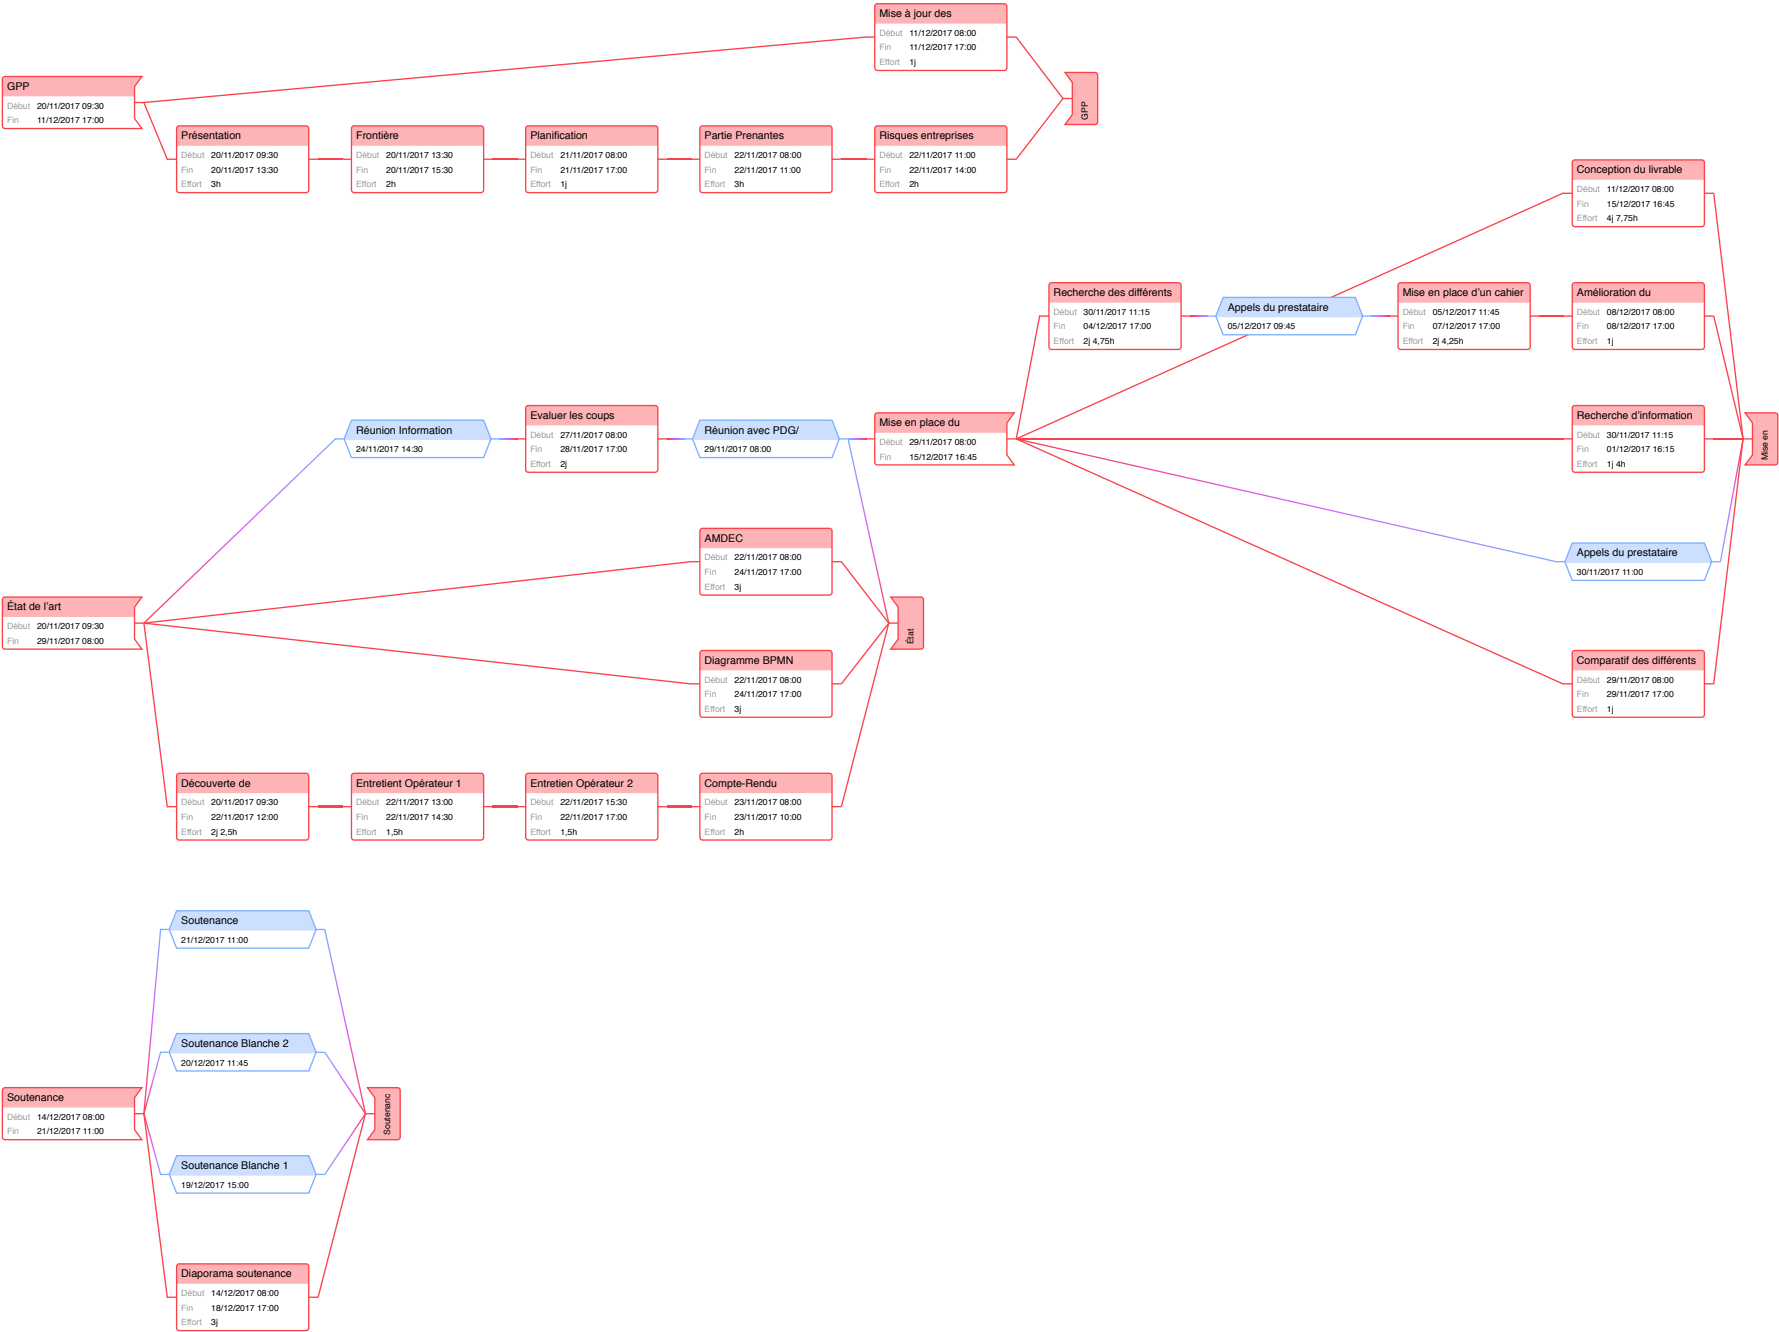 Mise à jour des
Début 11/12/2017 08:00
Fin 11/12/2017 17:00
Effort 1j
GPP
Début 20/11/2017 09:30
Fin 11/12/2017 17:00
GPP
Présentation
Début 20/11/2017 09:30
Fin 20/11/2017 13:30
Effort 3h
Frontière
Début 20/11/2017 13:30
Fin 20/11/2017 15:30
Effort 2h
Planification
Début 21/11/2017 08:00
Fin 21/11/2017 17:00
Effort 1j
Partie Prenantes
Début 22/11/2017 08:00
Fin 22/11/2017 11:00
Effort 3h
Risques entreprises
Début 22/11/2017 11:00
Fin 22/11/2017 14:00
Effort 2h
Conception du livrable
Début 11/12/2017 08:00
Fin 15/12/2017 16:45
Effort 4j 7,75h
Recherche des différents
Début 30/11/2017 11:15
Fin 04/12/2017 17:00
Effort 2j 4,75h
Appels du prestataire
05/12/2017 09:45
Mise en place d'un cahier
Début 05/12/2017 11:45
Fin 07/12/2017 17:00
Effort 2j 4,25h
Amélioration du
Début 08/12/2017 08:00
Fin 08/12/2017 17:00
Effort 1j
Réunion Information
24/11/2017 14:30
Evaluer les coups
Début 27/11/2017 08:00
Fin 28/11/2017 17:00
Effort 2j
Réunion avec PDG/
29/11/2017 08:00
Mise en place du
Début 29/11/2017 08:00
Fin 15/12/2017 16:45
Recherche d'information
Début 30/11/2017 11:15
Fin 01/12/2017 16:15
Effort 1j 4h
Mise en
AMDEC
Début 22/11/2017 08:00
Fin 24/11/2017 17:00
Effort 3j
Appels du prestataire
30/11/2017 11:00
État de l'art
Début 20/11/2017 09:30
Fin 29/11/2017 08:00
État
Diagramme BPMN
Début 22/11/2017 08:00
Fin 24/11/2017 17:00
Effort 3j
Comparatif des différents
Début 29/11/2017 08:00
Fin 29/11/2017 17:00
Effort 1j
Découverte de
Début 20/11/2017 09:30
Fin 22/11/2017 12:00
Effort 2j 2,5h
Entretient Opérateur 1
Début 22/11/2017 13:00
Fin 22/11/2017 14:30
Effort 1,5h
Entretien Opérateur 2
Début 22/11/2017 15:30
Fin 22/11/2017 17:00
Effort 1,5h
Compte-Rendu
Début 23/11/2017 08:00
Fin 23/11/2017 10:00
Effort 2h
Soutenance
21/12/2017 11:00
Soutenance Blanche 2
20/12/2017 11:45
Soutenance
Début 14/12/2017 08:00
Fin 21/12/2017 11:00
Soutenanc
Soutenance Blanche 1
19/12/2017 15:00
Diaporama soutenance
Début 14/12/2017 08:00
Fin 18/12/2017 17:00
Effort 3j